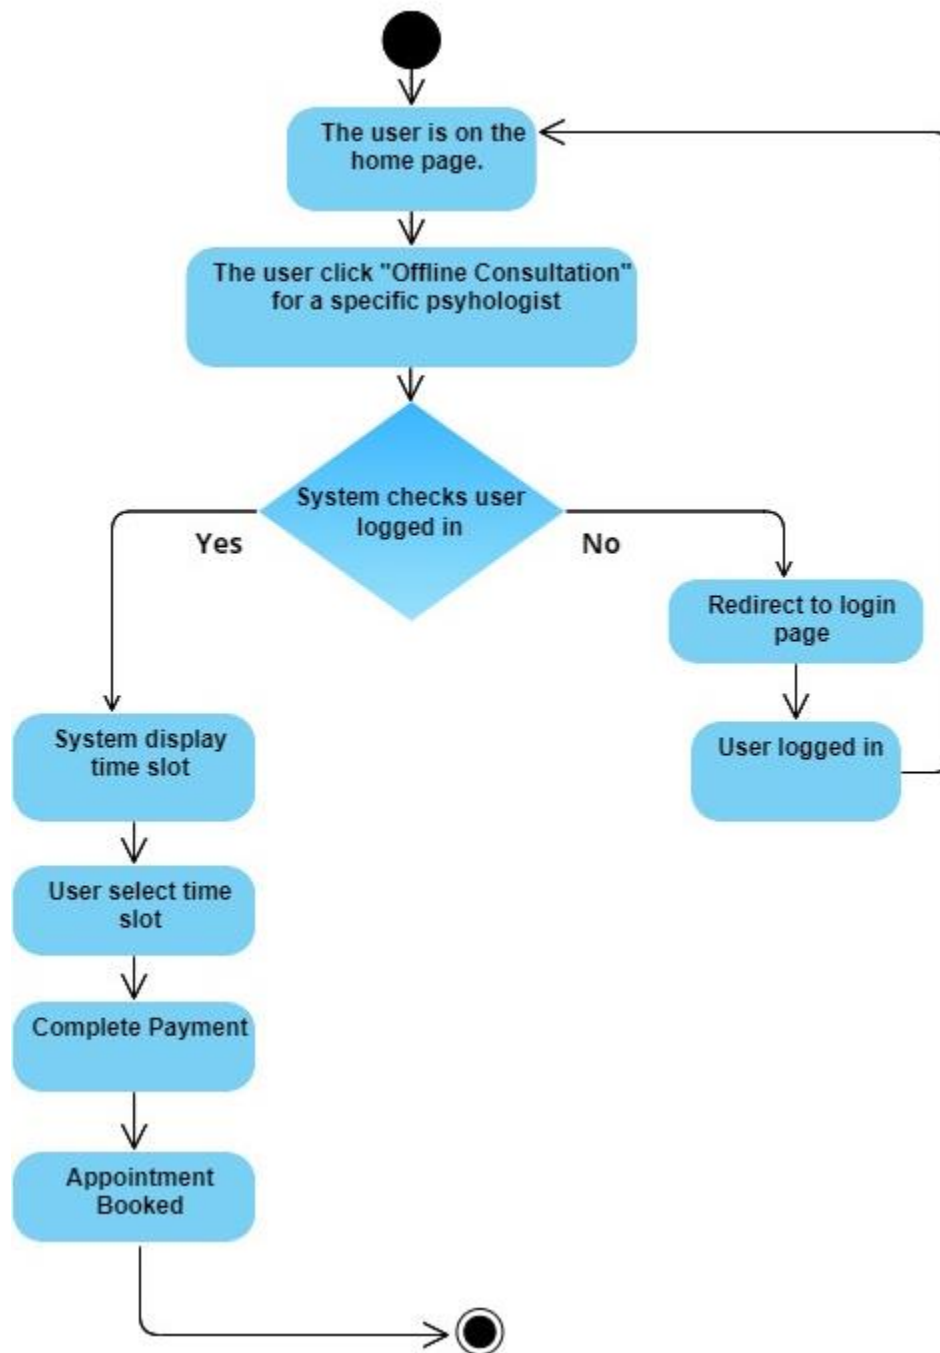 The user is on the
home page.
The user click "Offline Consultation"
for a specific psyhologist
System checks user
logged in
Yes
No
Redirect to login
page
User logged in
System display
time slot
User select time
slot
Complete Payment
Appointment
Booked